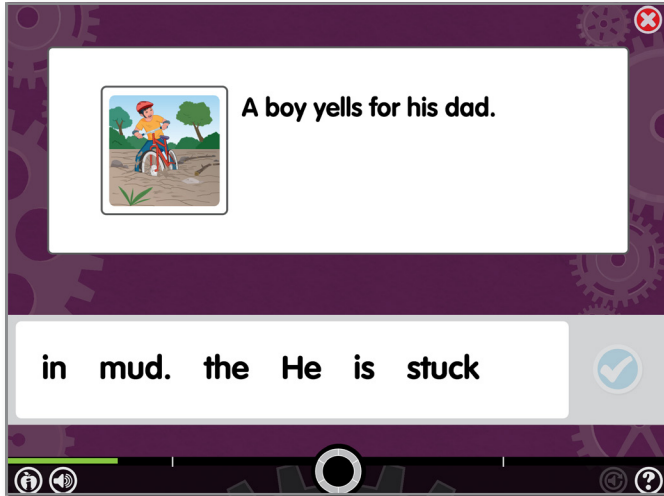 A boy yells for his dad.
in mud. the He is stuck